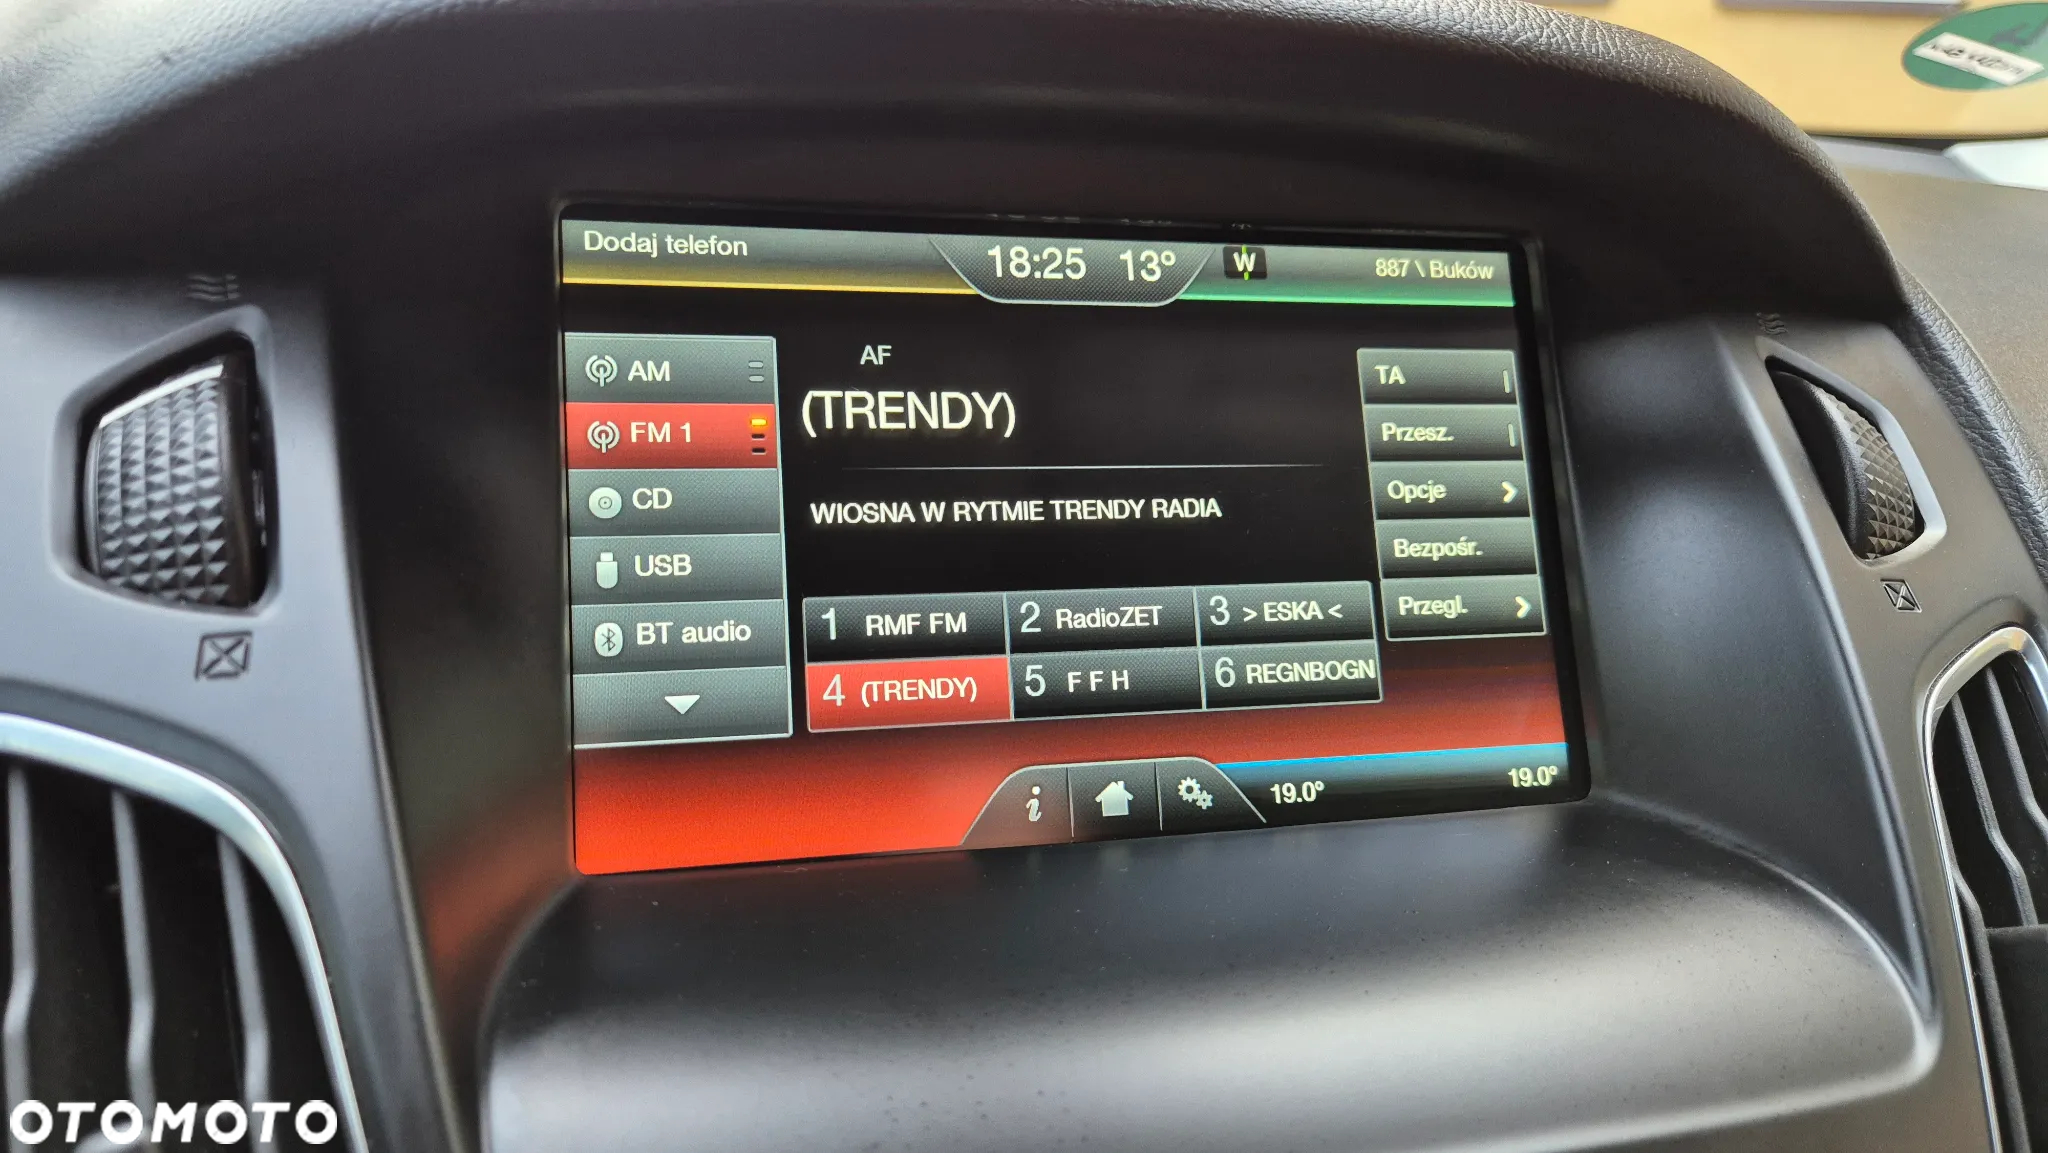 Dodaj telefon
18:25 13°
W
887 \ Buków
AM
FM 1
CD
USB
BT audio
AF
(TRENDY)
WIOSNA W RYTMIE TRENDY RADIA
1 RMF FM
2 RadioZET
3 > ESKA <
4 (TRENDY)
5 F F H
6 REGNBOGN
TA
Przesz.
Opcje
Bezpośr.
Przegl.
i
19.0°
19.0°
OTOMOTO